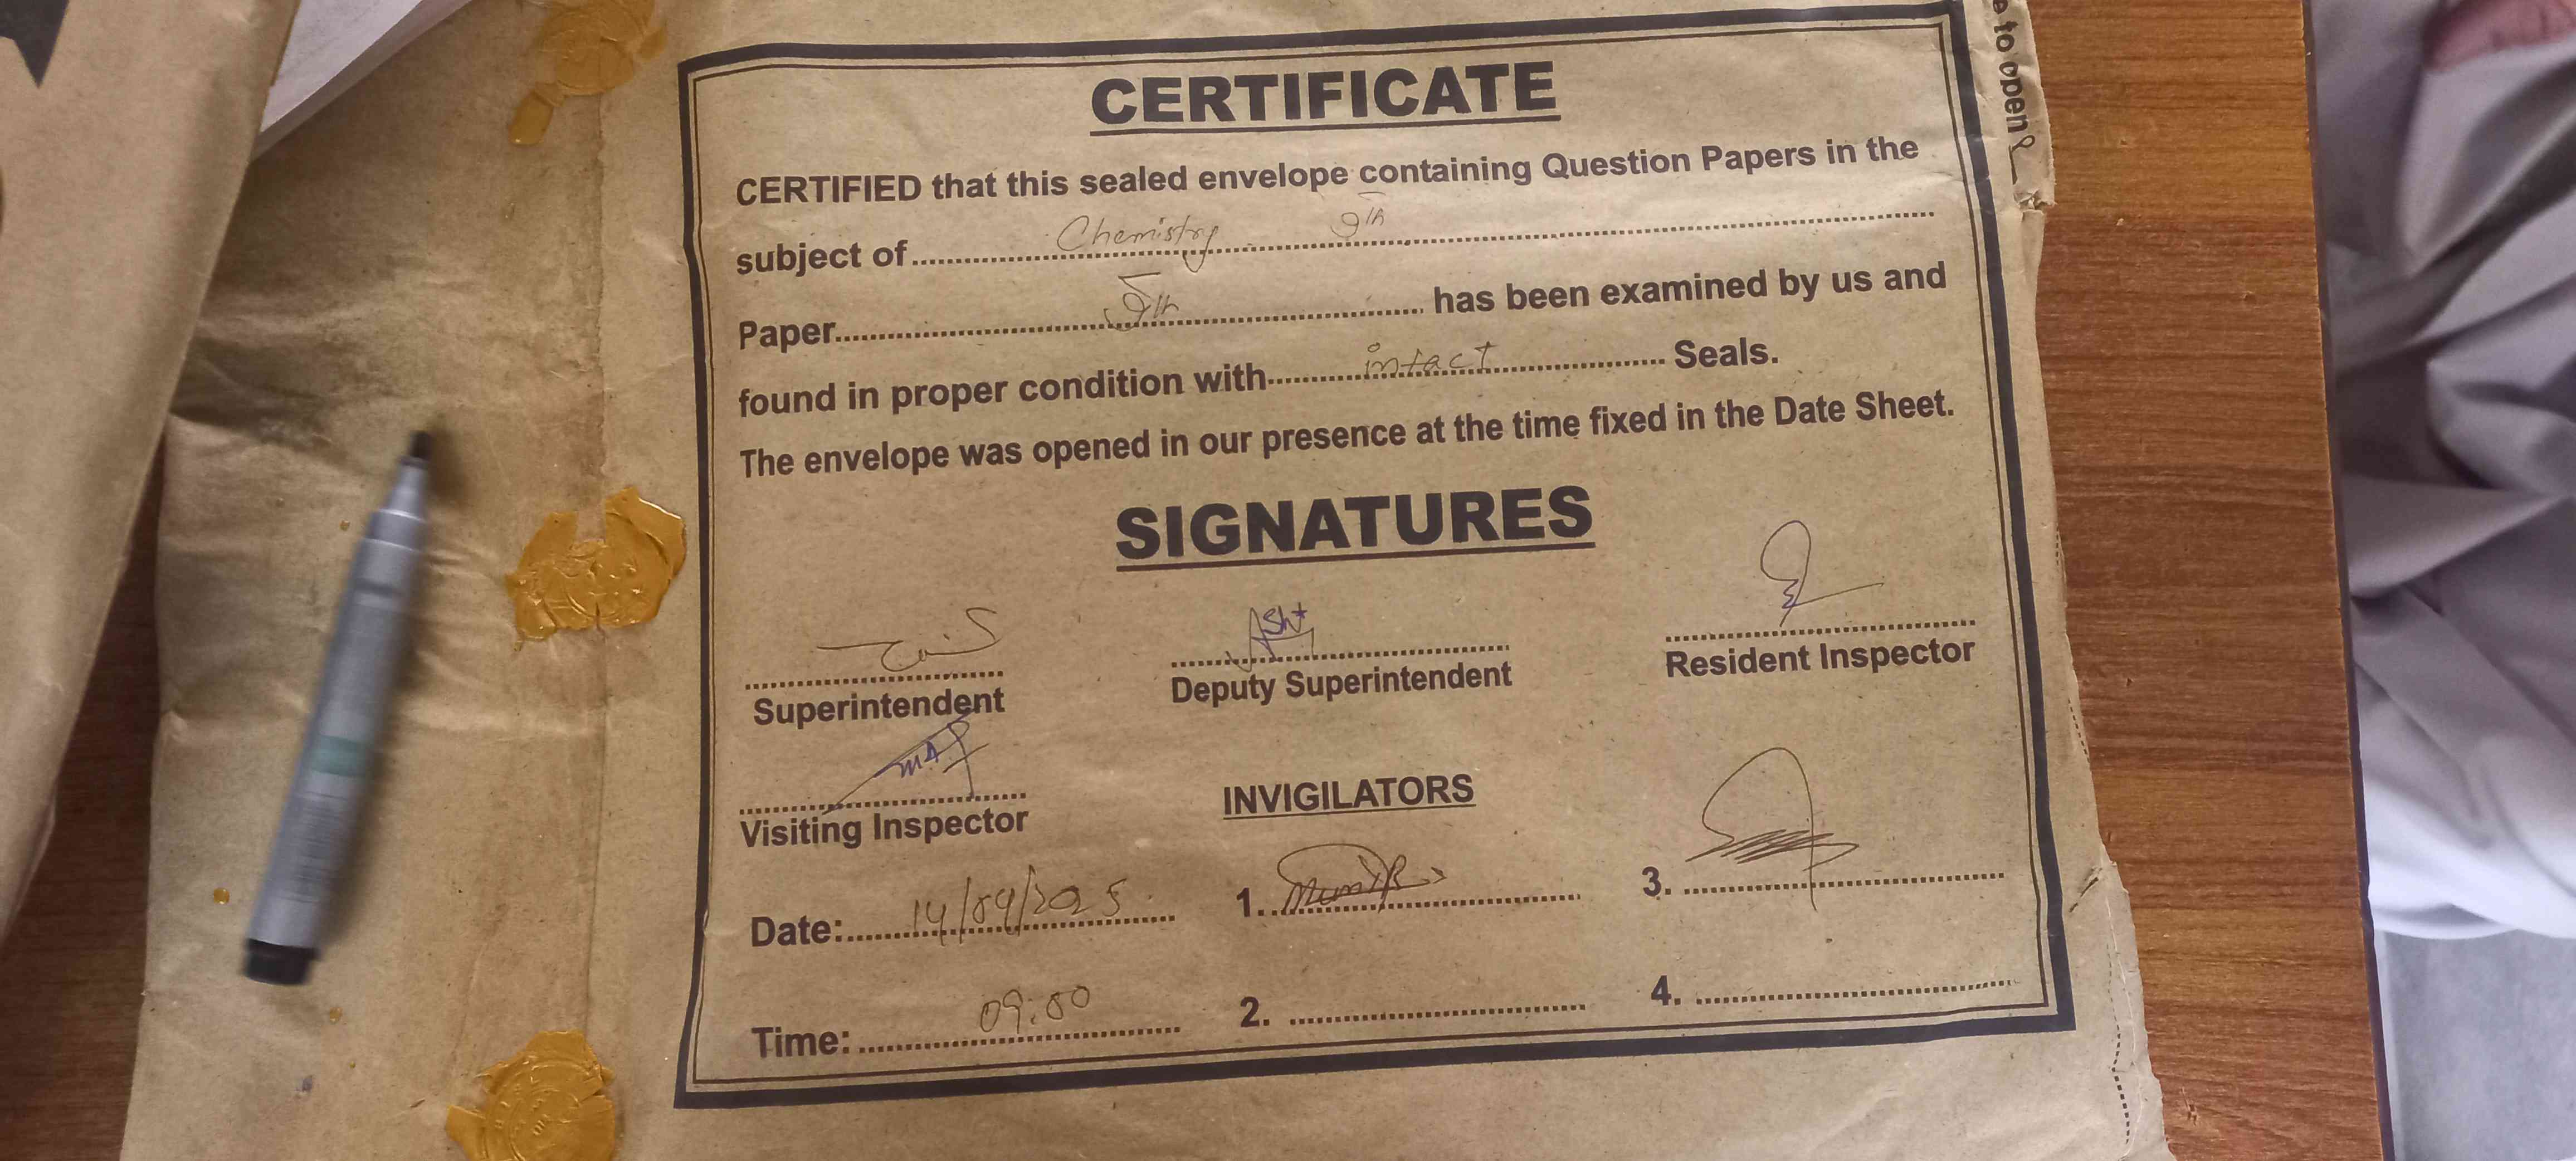 e to open
CERTIFICATE
CERTIFIED that this sealed envelope containing Question Papers in the
subject of Chemistry 9th
Paper 9th has been examined by us and
found in proper condition with intact Seals.
The envelope was opened in our presence at the time fixed in the Date Sheet.
SIGNATURES
Superintendent
Deputy Superintendent
Resident Inspector
Visiting Inspector
INVIGILATORS
Date: 14/04/2025
1.
3.
Time: 09:00
2.
4.